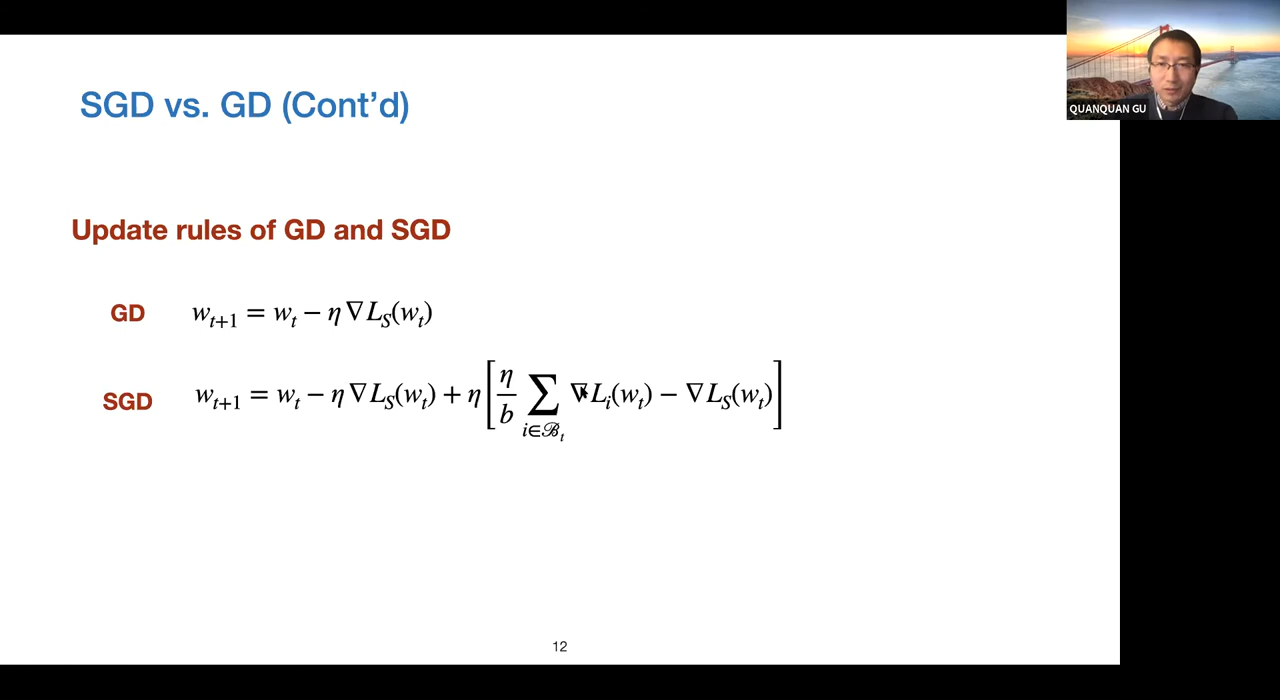 SGD vs. GD (Cont’d)
QUANQUAN GU
Update rules of GD and SGD
GD w_{t+1} = w_t − η∇L_S(w_t)
SGD w_{t+1} = w_t − η∇L_S(w_t) + η[η/b ∑_{i∈ℬ_t} ∇L_i(w_t) − ∇L_S(w_t)]
12